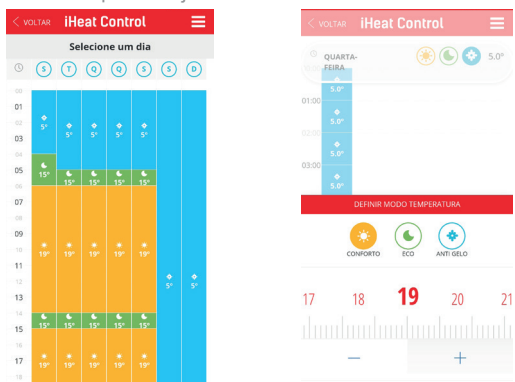 VOLTAR iHeat Control
Selecione um dia
S T Q Q S S D
01
02
5° 5° 5° 5° 5°
03
04
05
15° 15° 15° 15° 15°
06
07
08
09
10
19° 19° 19° 19° 19°
11
12
5° 5°
13
14
15
15° 15° 15° 15° 15°
16
17
19° 19° 19° 19° 19°
18
VOLTAR iHeat Control
QUARTA-
FEIRA
5.0°
5.0°
01:00
5.0°
02:00
5.0°
03:00
5.0°
DEFINIR MODO TEMPERATURA
CONFORTO ECO ANTI GELO
17 18 19 20 21
— +